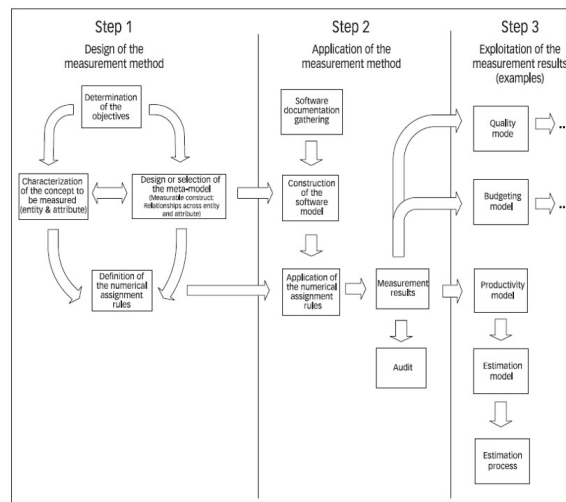 Step 1
Design of the
measurement method
Determination
of the
objectives
Characterization
of the concept to
be measured
(entity & attribute)
Design or selection
of the meta-model
(Measurable construct:
Relationships across entity
and attribute)
Definition of
the numerical
assignment
rules
Step 2
Application of the
measurement method
Software
documentation
gathering
Construction
of the
software
model
Application of
the numerical
assignment
rules
Measurement
results
Audit
Step 3
Exploitation of the
measurement results
(examples)
Quality
mode
...
Budgeting
model
...
Productivity
model
Estimation
model
Estimation
process